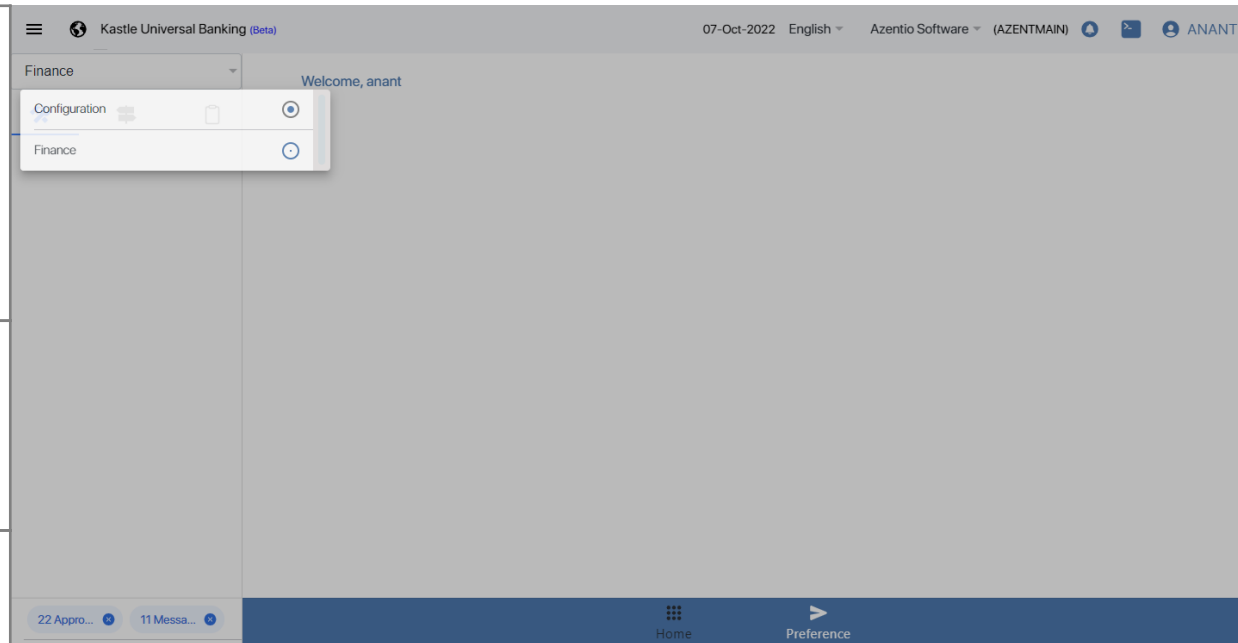 Kastle Universal Banking (Beta) 07-Oct-2022 English Azentio Software (AZENTMAIN) ANANT
Finance
Welcome, anant
Configuration
Finance
22 Appro... 11 Messa...
Home Preference